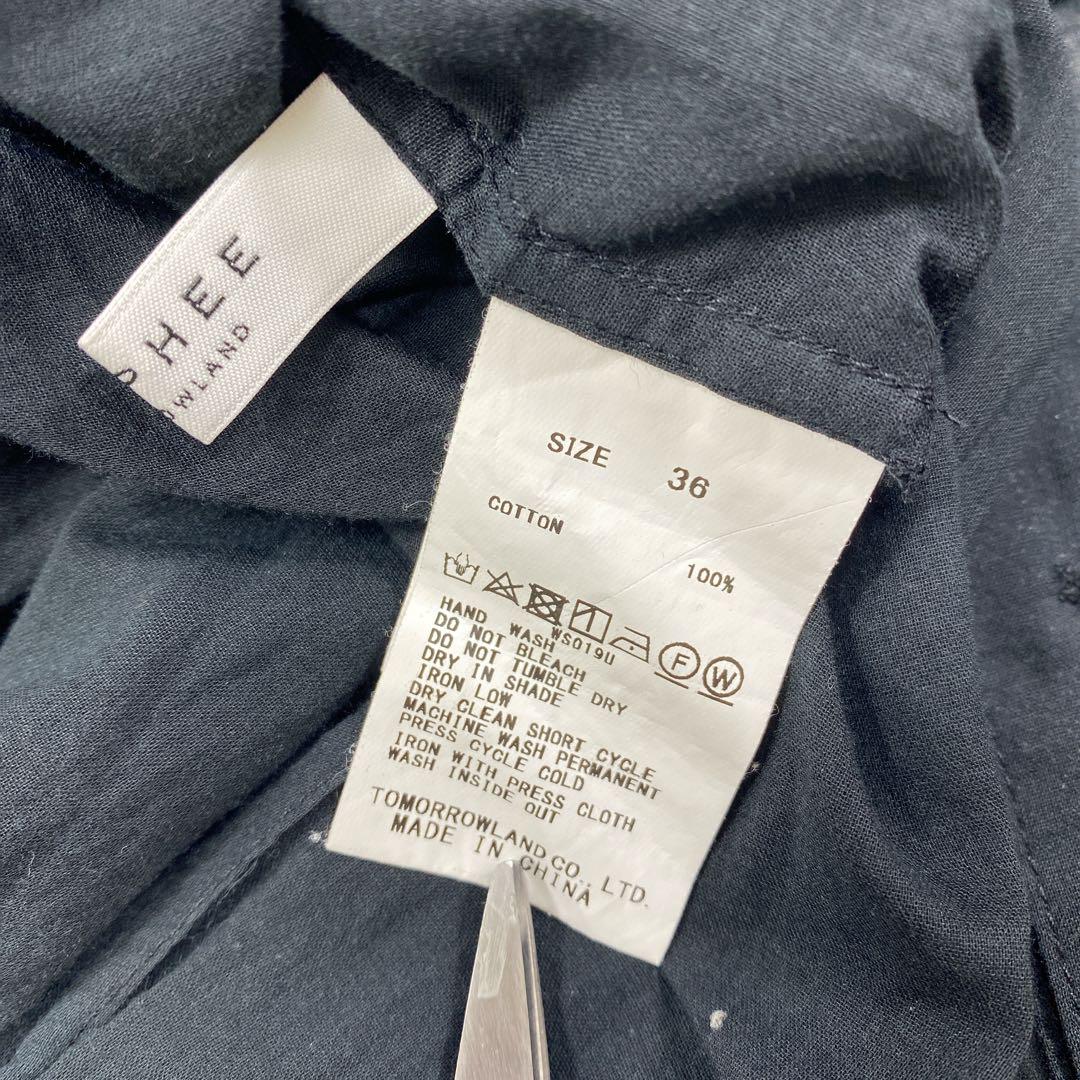 HEE
OWLAND
SIZE 36
COTTON
100%
F W
WS019U
HAND WASH
DO NOT BLEACH
DO NOT TUMBLE DRY
DRY IN SHADE
IRON LOW
DRY CLEAN SHORT CYCLE
MACHINE WASH PERMANENT
PRESS CYCLE COLD
IRON WITH PRESS CLOTH
WASH INSIDE OUT
TOMORROWLAND CO., LTD.
MADE IN CHINA